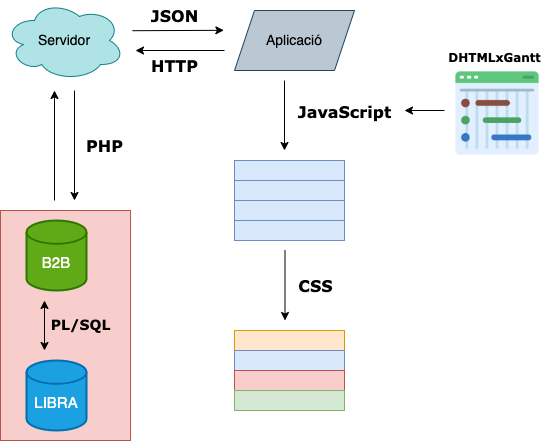 JSON
Servidor
Aplicació
HTTP
DHTMLxGantt
JavaScript
PHP
B2B
CSS
PL/SQL
LIBRA